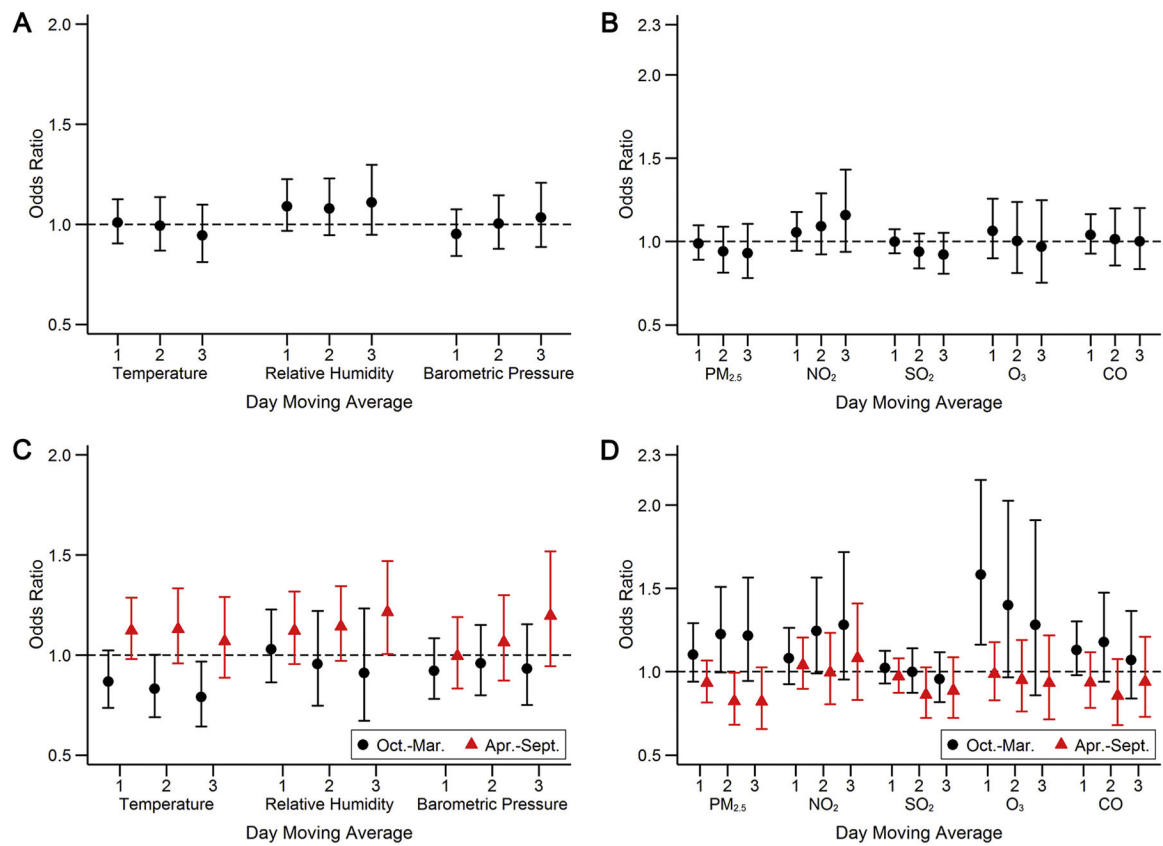 A
2.0
1.5
1.0
0.5
Odds Ratio
1 2 3 1 2 3 1 2 3
Temperature Relative Humidity Barometric Pressure
Day Moving Average
B
2.3
2.0
1.5
1.0
0.5
Odds Ratio
1 2 3 1 2 3 1 2 3 1 2 3 1 2 3
PM2.5 NO2 SO2 O3 CO
Day Moving Average
C
2.0
1.5
1.0
0.5
Odds Ratio
Oct.-Mar. Apr.-Sept.
1 2 3 1 2 3 1 2 3
Temperature Relative Humidity Barometric Pressure
Day Moving Average
D
2.3
2.0
1.5
1.0
0.5
Odds Ratio
Oct.-Mar. Apr.-Sept.
1 2 3 1 2 3 1 2 3 1 2 3 1 2 3
PM2.5 NO2 SO2 O3 CO
Day Moving Average